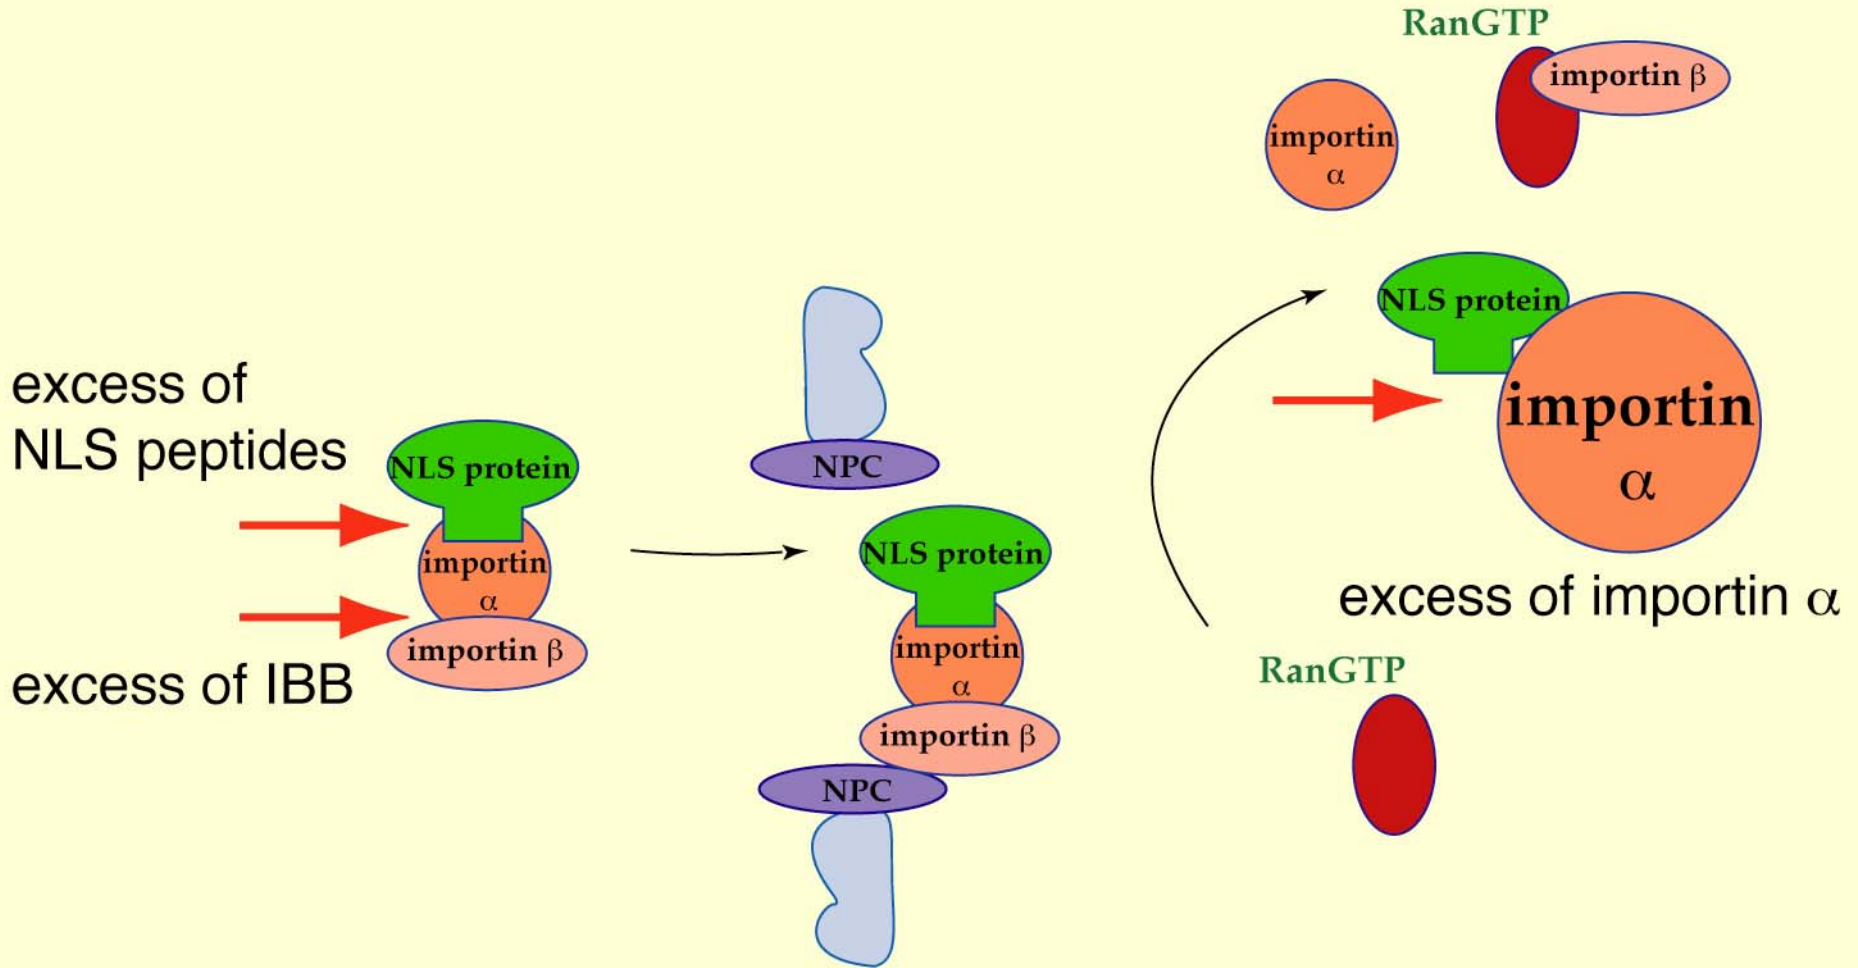 excess of
NLS peptides
NLS protein
importin
α
importin β
excess of IBB
NPC
NLS protein
importin
α
importin β
NPC
RanGTP
importin β
importin
α
NLS protein
importin
α
excess of importin α
RanGTP